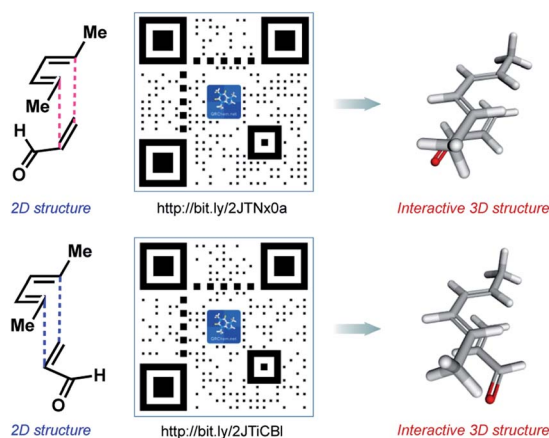 Me
Me
H
O
2D structure
http://bit.ly/2JTNx0a
Interactive 3D structure
Me
Me
H
O
2D structure
http://bit.ly/2JTiCBl
Interactive 3D structure